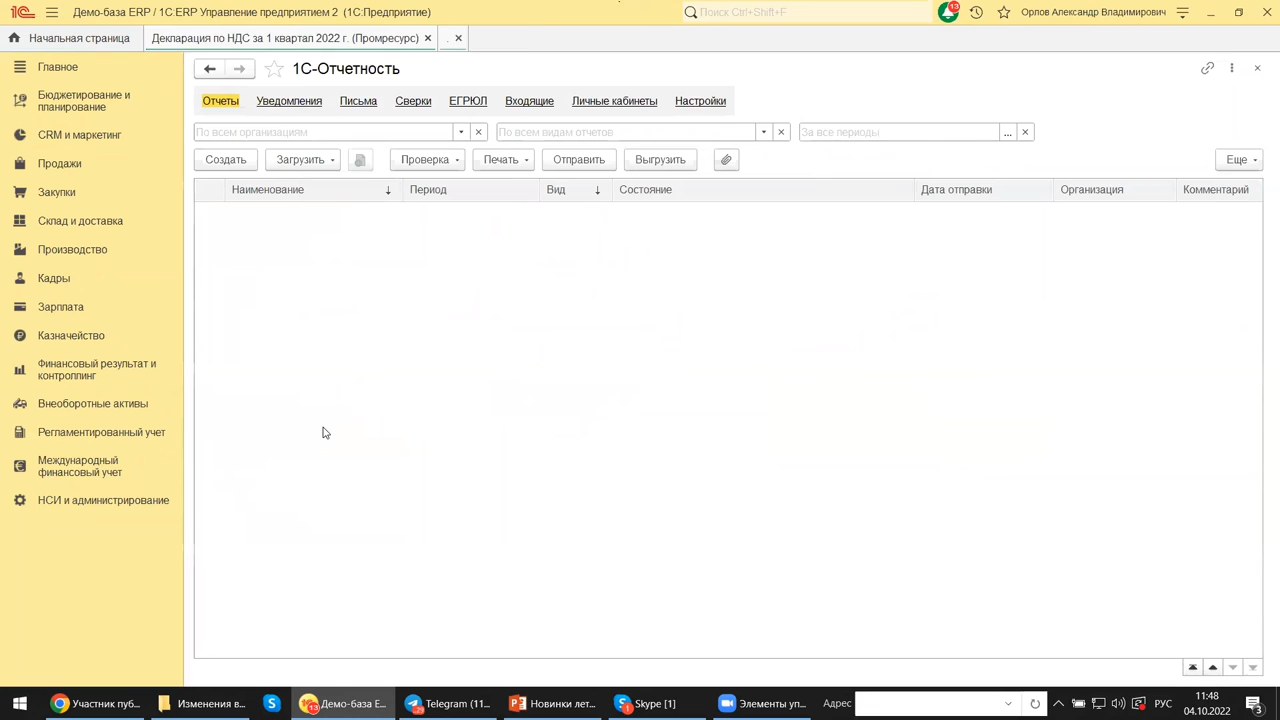 Демо-база ERP / 1С:ERP Управление предприятием 2 (1С:Предприятие)
Поиск Ctrl+Shift+F
13
Орлов Александр Владимирович
Начальная страница
Декларация по НДС за 1 квартал 2022 г. (Промресурс)
.
Главное
Бюджетирование и
планирование
CRM и маркетинг
Продажи
Закупки
Склад и доставка
Производство
Кадры
Зарплата
Казначейство
Финансовый результат и
контроллинг
Внеоборотные активы
Регламентированный учет
Международный
финансовый учет
НСИ и администрирование
1С-Отчетность
Отчеты Уведомления Письма Сверки ЕГРЮЛ Входящие Личные кабинеты Настройки
По всем организациям По всем видам отчетов За все периоды ...
Создать Загрузить Проверка Печать Отправить Выгрузить Еще
Наименование Период Вид Состояние Дата отправки Организация Комментарий
Участник пуб... Изменения в... Демо-база E... Telegram (11... Новинки лет... Skype [1] Элементы уп... Адрес РУС
11:48
04.10.2022
3